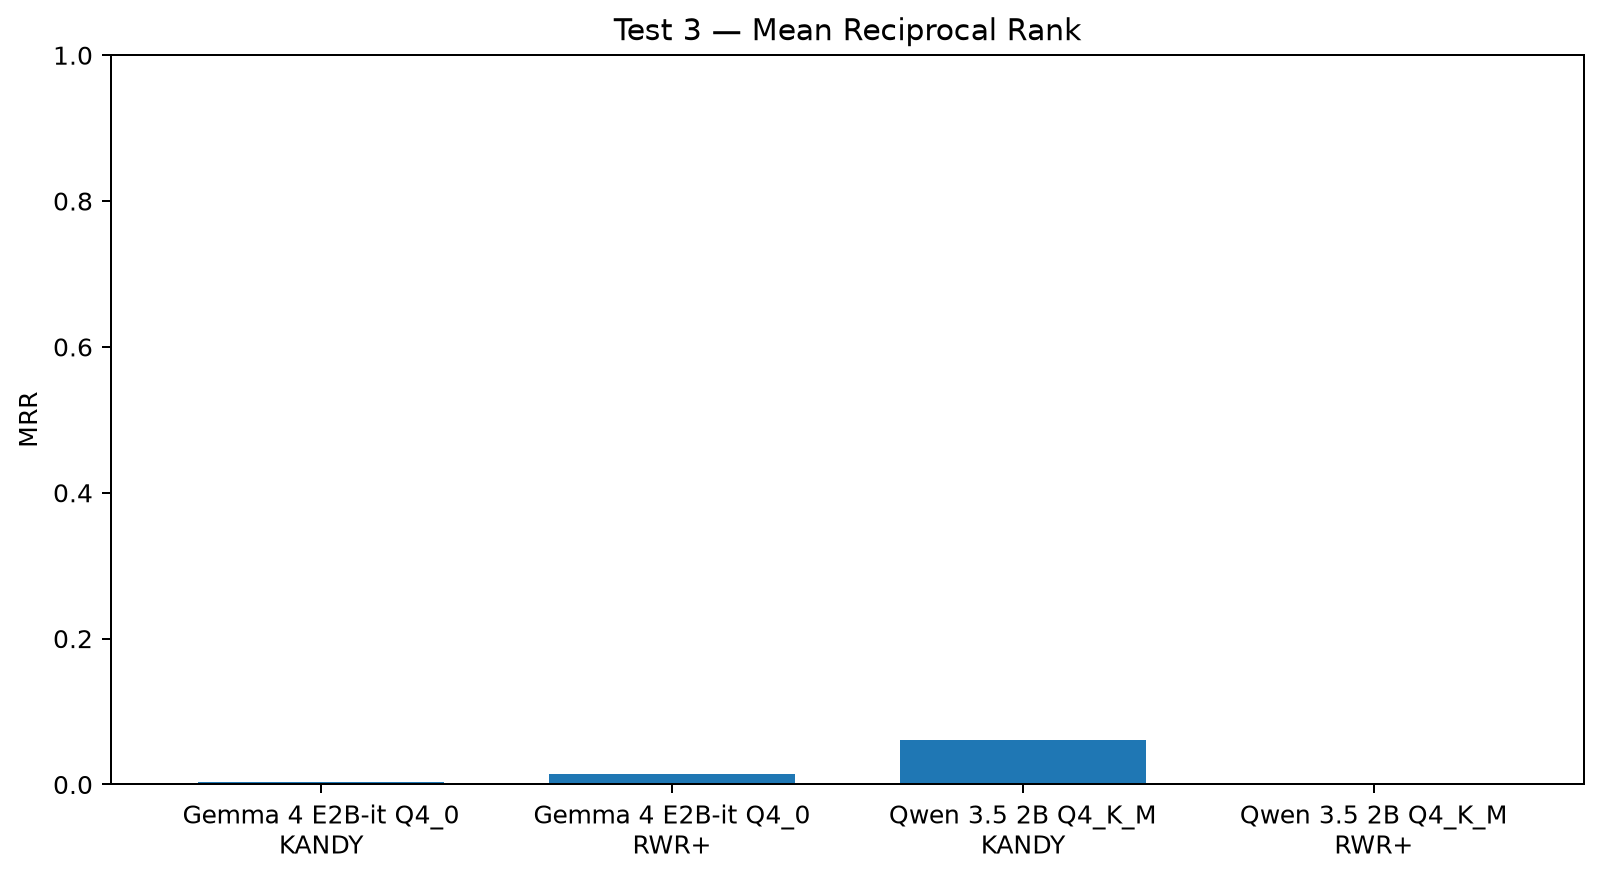 Test 3 — Mean Reciprocal Rank
1.0
0.8
0.6
0.4
0.2
0.0
MRR
Gemma 4 E2B-it Q4_0
KANDY
Gemma 4 E2B-it Q4_0
RWR+
Qwen 3.5 2B Q4_K_M
KANDY
Qwen 3.5 2B Q4_K_M
RWR+